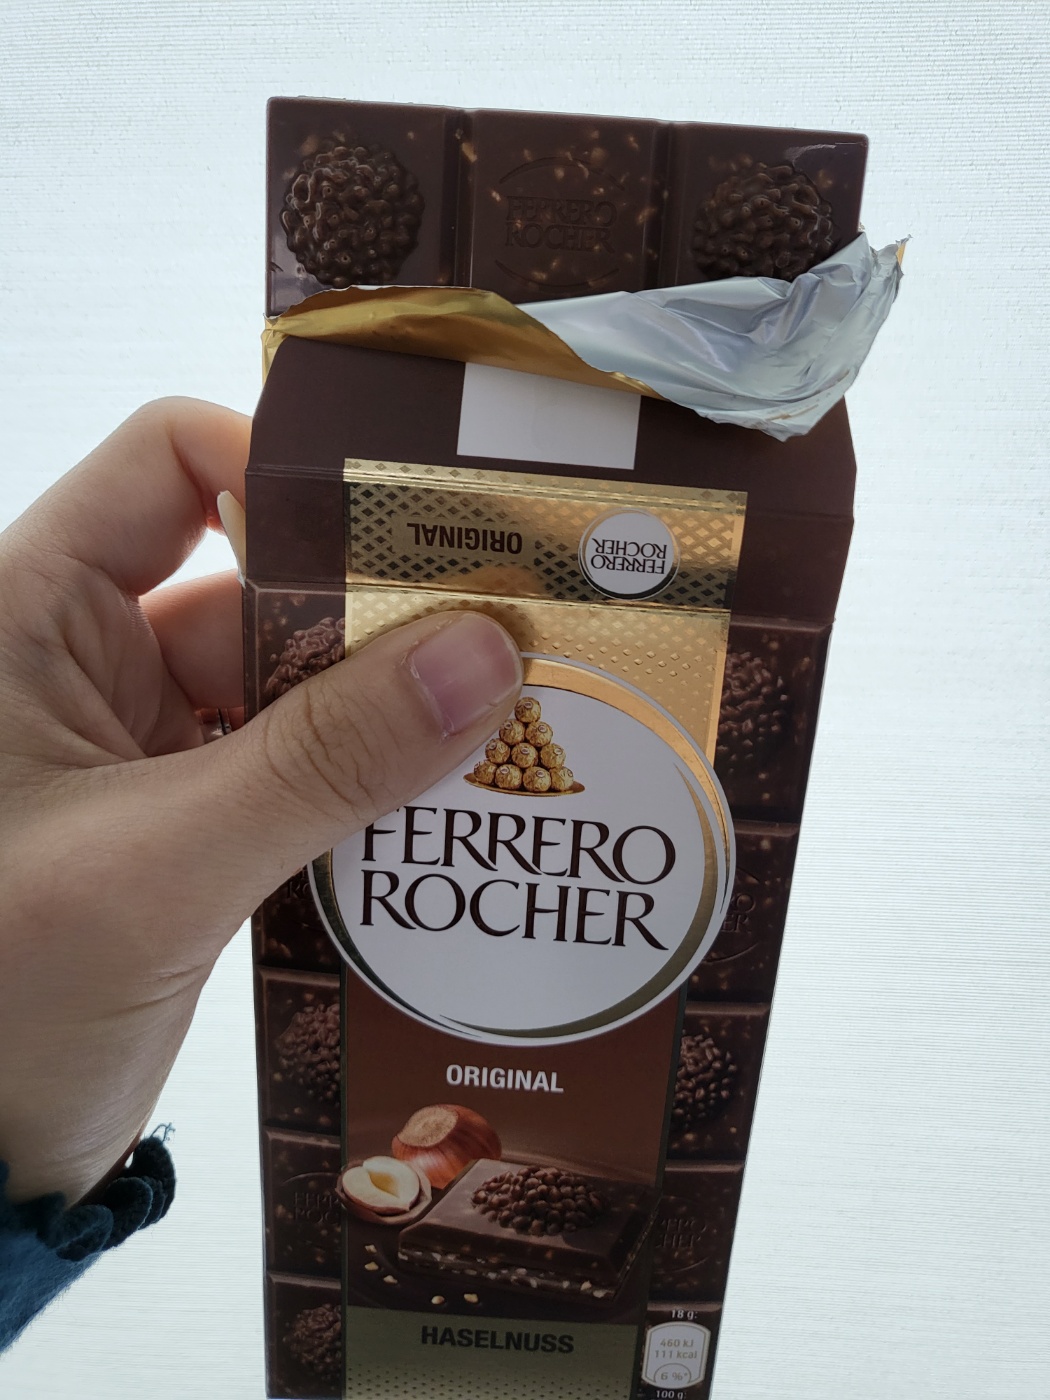 FERRERO
ROCHER
ORIGINAL
FERRERO
ROCHER
FERRERO
ROCHER
ORIGINAL
HASELNUSS
18 g:
460 kJ
111 kcal
6 %*
100 g: